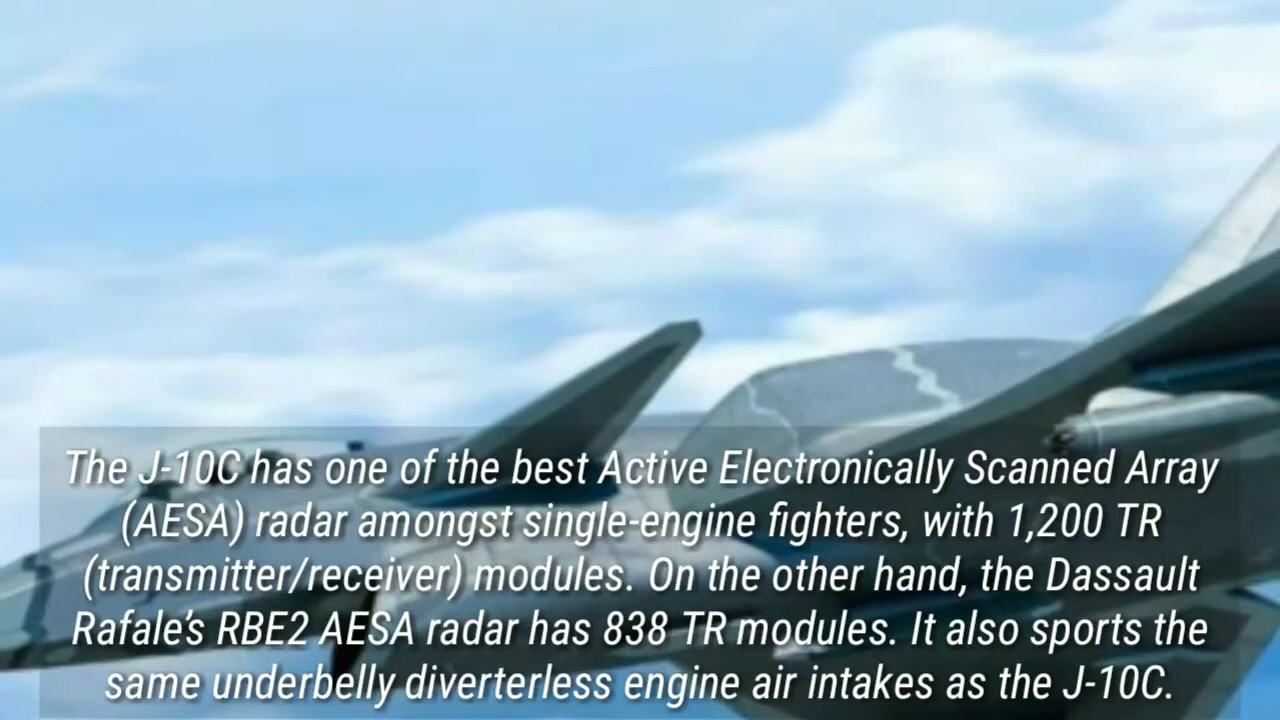 The J-10C has one of the best Active Electronically Scanned Array
(AESA) radar amongst single-engine fighters, with 1,200 TR
(transmitter/receiver) modules. On the other hand, the Dassault
Rafale’s RBE2 AESA radar has 838 TR modules. It also sports the
same underbelly diverterless engine air intakes as the J-10C.